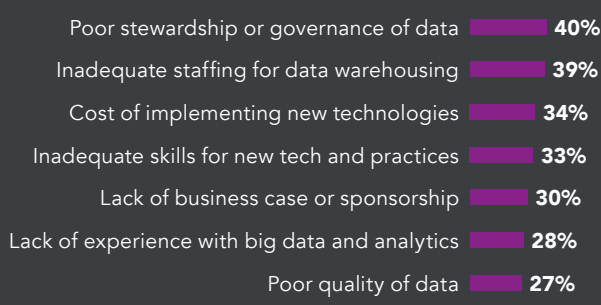 Poor stewardship or governance of data 40%
Inadequate staffing for data warehousing 39%
Cost of implementing new technologies 34%
Inadequate skills for new tech and practices 33%
Lack of business case or sponsorship 30%
Lack of experience with big data and analytics 28%
Poor quality of data 27%